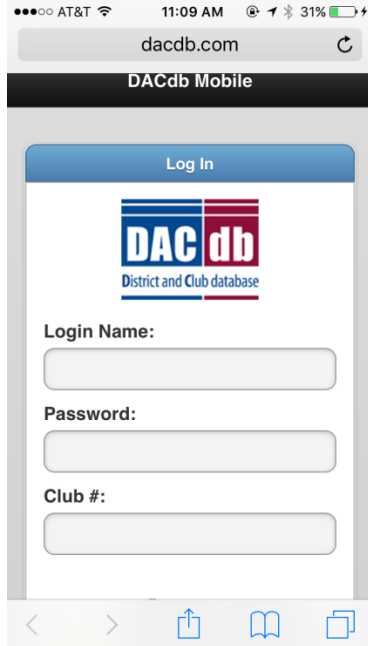 AT&T 11:09 AM 31%
dacdb.com
DACdb Mobile
Log In
DAC db
District and Club database
Login Name:
Password:
Club #: